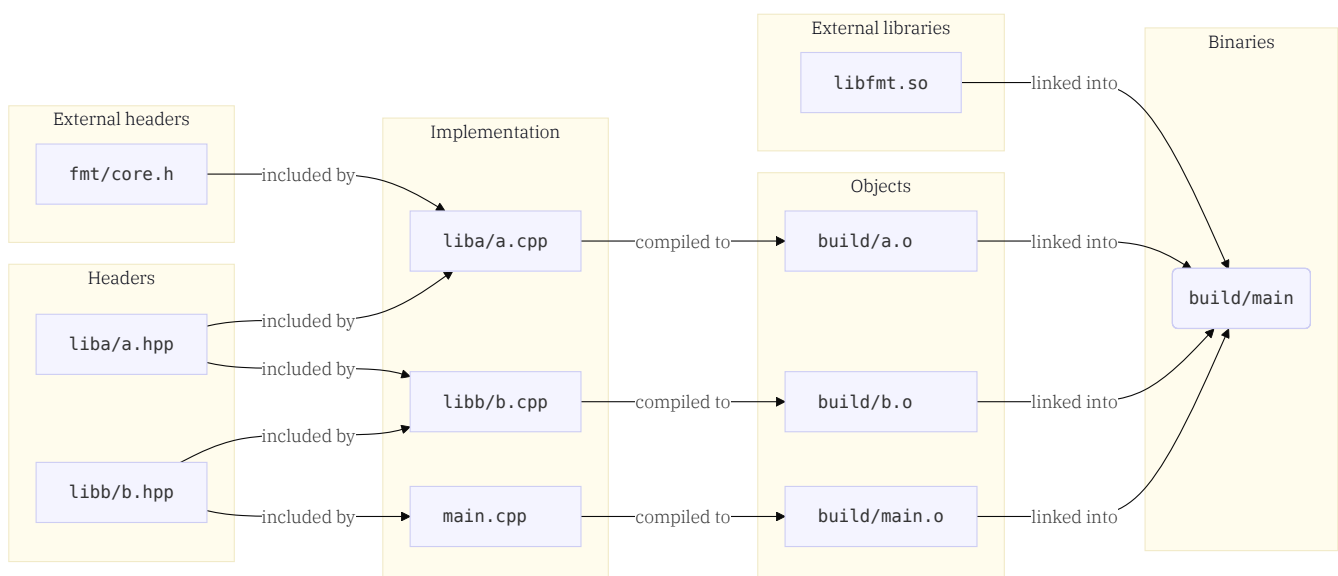 External headers
fmt/core.h
Headers
liba/a.hpp
libb/b.hpp
included by
included by
included by
included by
included by
Implementation
liba/a.cpp
libb/b.cpp
main.cpp
compiled to
compiled to
compiled to
External libraries
libfmt.so
Objects
build/a.o
build/b.o
build/main.o
linked into
linked into
linked into
linked into
Binaries
build/main